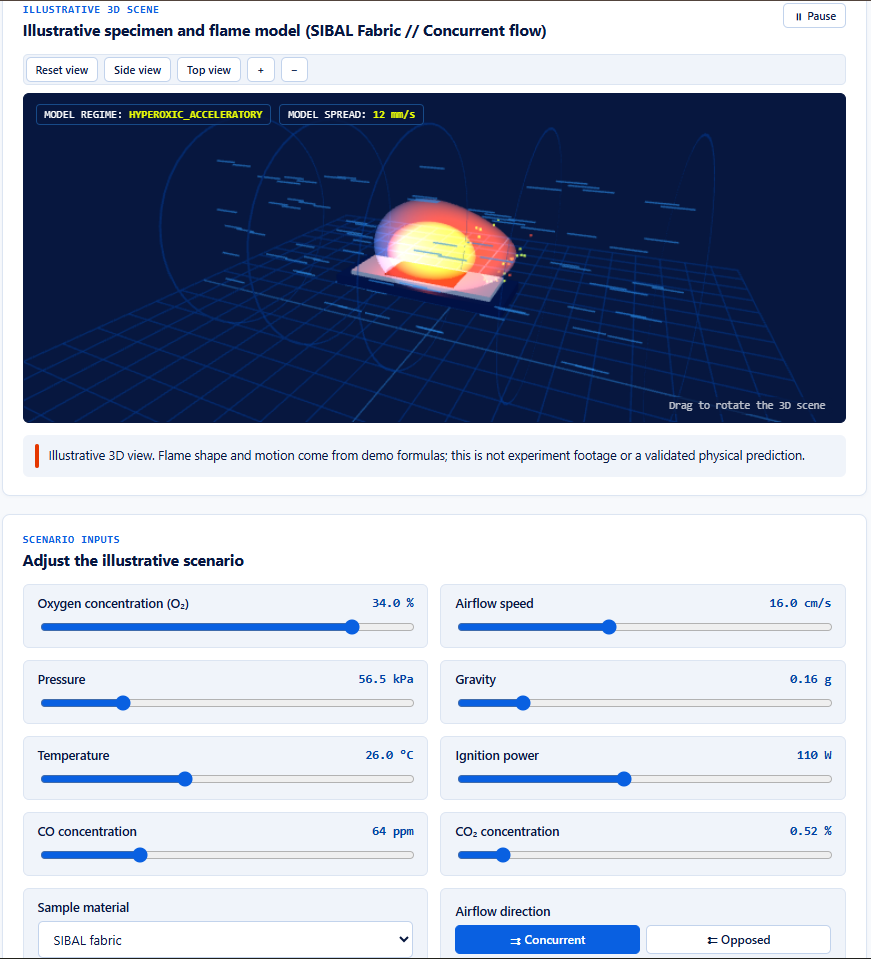 ILLUSTRATIVE 3D SCENE
Illustrative specimen and flame model (SIBAL Fabric // Concurrent flow)
Pause
Reset view Side view Top view + −
MODEL REGIME: HYPEROXIC_ACCELERATORY MODEL SPREAD: 12 mm/s
Drag to rotate the 3D scene
Illustrative 3D view. Flame shape and motion come from demo formulas; this is not experiment footage or a validated physical prediction.
SCENARIO INPUTS
Adjust the illustrative scenario
Oxygen concentration (O₂) 34.0 %
Airflow speed 16.0 cm/s
Pressure 56.5 kPa
Gravity 0.16 g
Temperature 26.0 °C
Ignition power 110 W
CO concentration 64 ppm
CO₂ concentration 0.52 %
Sample material
SIBAL fabric
Airflow direction
⇉ Concurrent ⇇ Opposed